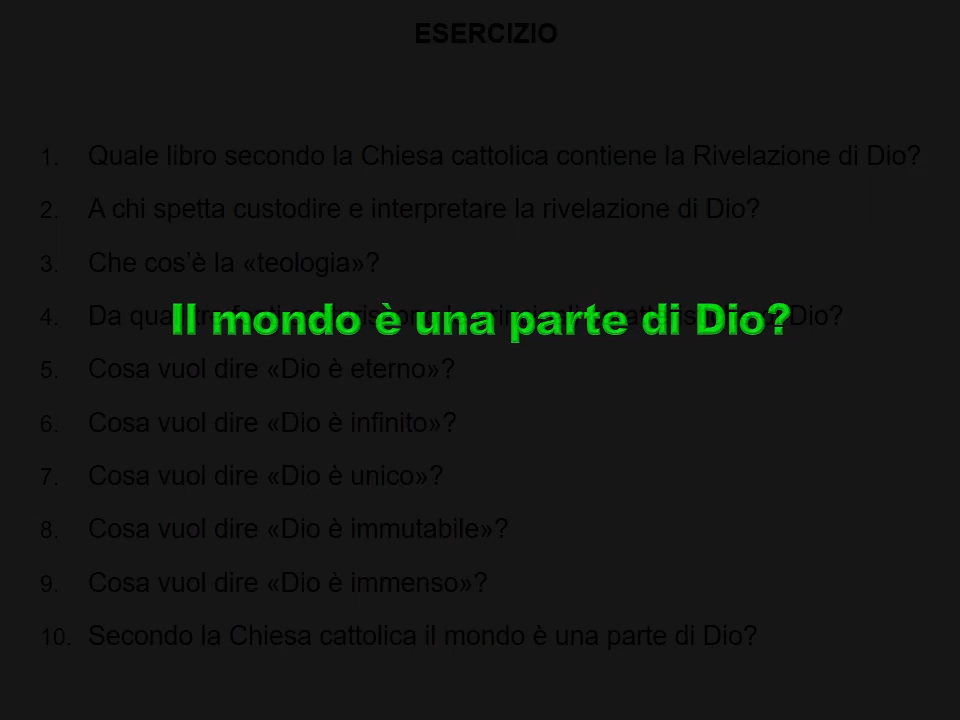 ESERCIZIO
1. Quale libro secondo la Chiesa cattolica contiene la Rivelazione di Dio?
2. A chi spetta custodire e interpretare la rivelazione di Dio?
3. Che cos’è la «teologia»?
4. Da Dio?
Il mondo è una parte di Dio?
5. Cosa vuol dire «Dio è eterno»?
6. Cosa vuol dire «Dio è infinito»?
7. Cosa vuol dire «Dio è unico»?
8. Cosa vuol dire «Dio è immutabile»?
9. Cosa vuol dire «Dio è immenso»?
10. Secondo la Chiesa cattolica il mondo è una parte di Dio?